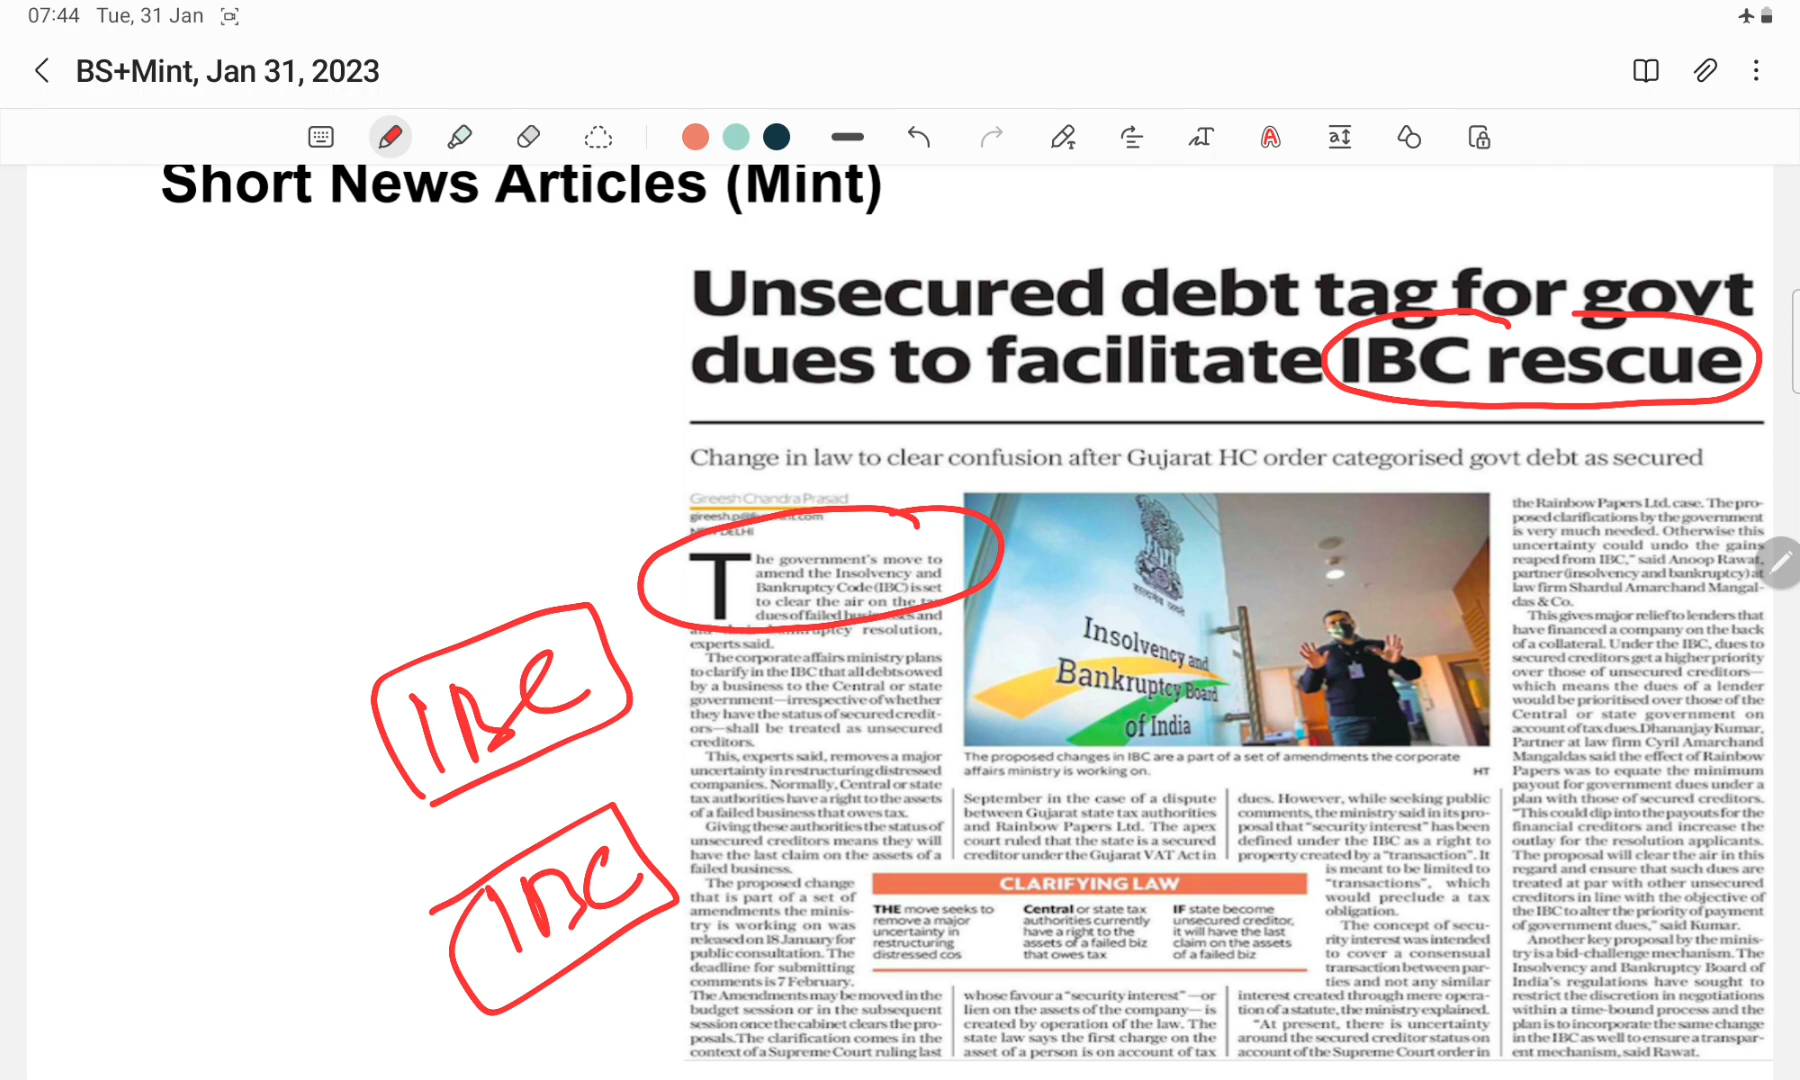 07:44 Tue, 31 Jan
BS+Mint, Jan 31, 2023
Short News Articles (Mint)
Unsecured debt tag for govt
dues to facilitate IBC rescue
Change in law to clear confusion after Gujarat HC order categorised govt debt as secured
Gireesh Chandra Prasad
NEW DELHI
The government's move to
amend the Insolvency and
Bankruptcy Code (IBC) is set
to clear the air on the tax
dues of failed businesses and
bankruptcy resolution,
experts said.
The corporate affairs ministry plans
to clarify in the IBC that all debts owed
by a business to the Central or state
government—irrespective of whether
they have the status of secured credit-
ors—shall be treated as unsecured
creditors.
This, experts said, removes a major
uncertainty in restructuring distressed
companies. Normally, Central or state
tax authorities have a right to the assets
of a failed business that owes tax.
Giving these authorities the status of
unsecured creditors means they will
have the last claim on the assets of a
failed business.
The proposed change
that is part of a set of
amendments the minis-
try is working on was
released on 18 January for
public consultation. The
deadline for submitting
comments is 7 February.
The Amendments may be moved in the
budget session or in the subsequent
session once the cabinet clears the pro-
posals. The clarification comes in the
context of a Supreme Court ruling last
Insolvency and
Bankruptcy Board
of India
The proposed changes in IBC are a part of a set of amendments the corporate
affairs ministry is working on.
HT
September in the case of a dispute
between Gujarat state tax authorities
and Rainbow Papers Ltd. The apex
court ruled that the state is a secured
creditor under the Gujarat VAT Act in
CLARIFYING LAW
THE move seeks to
remove a major
uncertainty in
restructuring
distressed cos
Central or state tax
authorities currently
have a right to the
assets of a failed biz
that owes tax
IF state become
unsecured creditor,
it will have the last
claim on the assets
of a failed biz
whose favour a "security interest"—or
lien on the assets of the company—is
created by operation of the law. The
state law says the first charge on the
asset of a person is on account of tax
dues. However, while seeking public
comments, the ministry said in its pro-
posal that "security interest" has been
defined under the IBC as a right to
property created by a "transaction". It
is meant to be limited to
"transactions", which
would preclude a tax
obligation.
The concept of secu-
rity interest was intended
to cover a consensual
transaction between par-
ties and not any similar
interest created through mere opera-
tion of a statute, the ministry explained.
"At present, there is uncertainty
around the secured creditor status on
account of the Supreme Court order in
the Rainbow Papers Ltd. case. The pro-
posed clarifications by the government
is very much needed. Otherwise this
uncertainty could undo the gains
reaped from IBC," said Anoop Rawat,
partner (insolvency and bankruptcy) at
law firm Shardul Amarchand Mangal-
das & Co.
This gives major relief to lenders that
have financed a company on the back
of a collateral. Under the IBC, dues to
secured creditors get a higher priority
over those of unsecured creditors—
which means the dues of a lender
would be prioritised over those of the
Central or state government on
account of tax dues. Dhananjay Kumar,
Partner at law firm Cyril Amarchand
Mangaldas said the effect of Rainbow
Papers was to equate the minimum
payout for government dues under a
plan with those of secured creditors.
"This could dip into the payouts for the
financial creditors and increase the
outlay for the resolution applicants.
The proposal will clear the air in this
regard and ensure that such dues are
treated at par with other unsecured
creditors in line with the objective of
the IBC to alter the priority of payment
of government dues," said Kumar.
Another key proposal by the minis-
try is a bid-challenge mechanism. The
Insolvency and Bankruptcy Board of
India's regulations have sought to
restrict the discretion in negotiations
within a time-bound process and the
plan is to incorporate the same change
in the IBC as well to ensure a transpar-
ent mechanism, said Rawat.
IBC
IBC